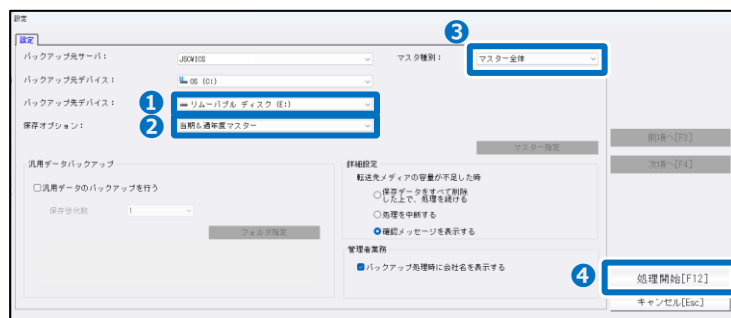 設定
設定
バックアップ元サーバ：
JSOWICS
マスタ種別：
③
マスター全体
バックアップ元デバイス：
OS (C:)
バックアップ先デバイス：
①
リムーバブル ディスク (E:)
保存オプション：
②
当期&過年度マスター
マスター指定
前項へ[F3]
次項へ[F4]
汎用データバックアップ
汎用データのバックアップを行う
保存世代数
1
フォルダ指定
詳細設定
転送先メディアの容量が不足した時
保存データをすべて削除
した上で、処理を続ける
処理を中断する
確認メッセージを表示する
管理者業務
バックアップ処理時に会社名を表示する
④
処理開始[F12]
キャンセル[Esc]